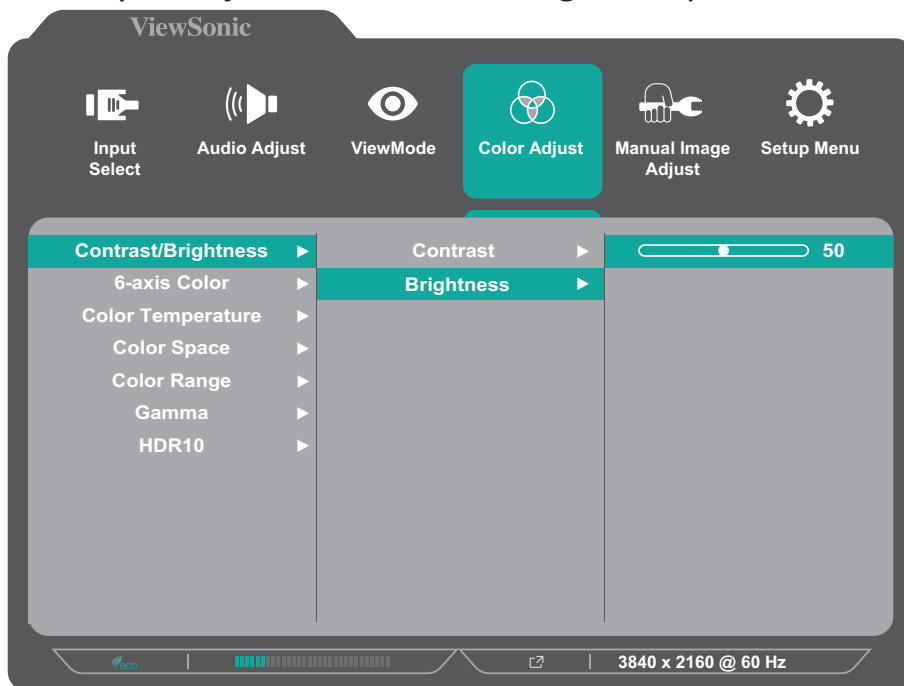 ViewSonic
Input Select
Audio Adjust
ViewMode
Color Adjust
Manual Image Adjust
Setup Menu
Contrast/Brightness
Contrast
50
6-axis Color
Brightness
Color Temperature
Color Space
Color Range
Gamma
HDR10
eco
3840 x 2160 @ 60 Hz